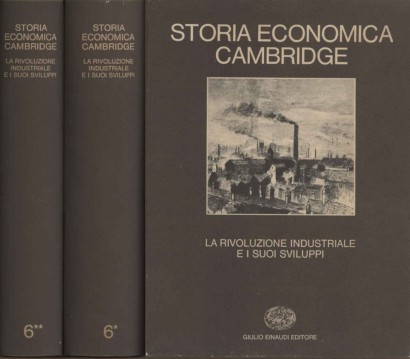 STORIA
ECONOMICA
CAMBRIDGE
LA RIVOLUZIONE
INDUSTRIALE
E I SUOI SVILUPPI
6**
STORIA
ECONOMICA
CAMBRIDGE
LA RIVOLUZIONE
INDUSTRIALE
E I SUOI SVILUPPI
6*
STORIA ECONOMICA
CAMBRIDGE
LA RIVOLUZIONE INDUSTRIALE
E I SUOI SVILUPPI
GIULIO EINAUDI EDITORE